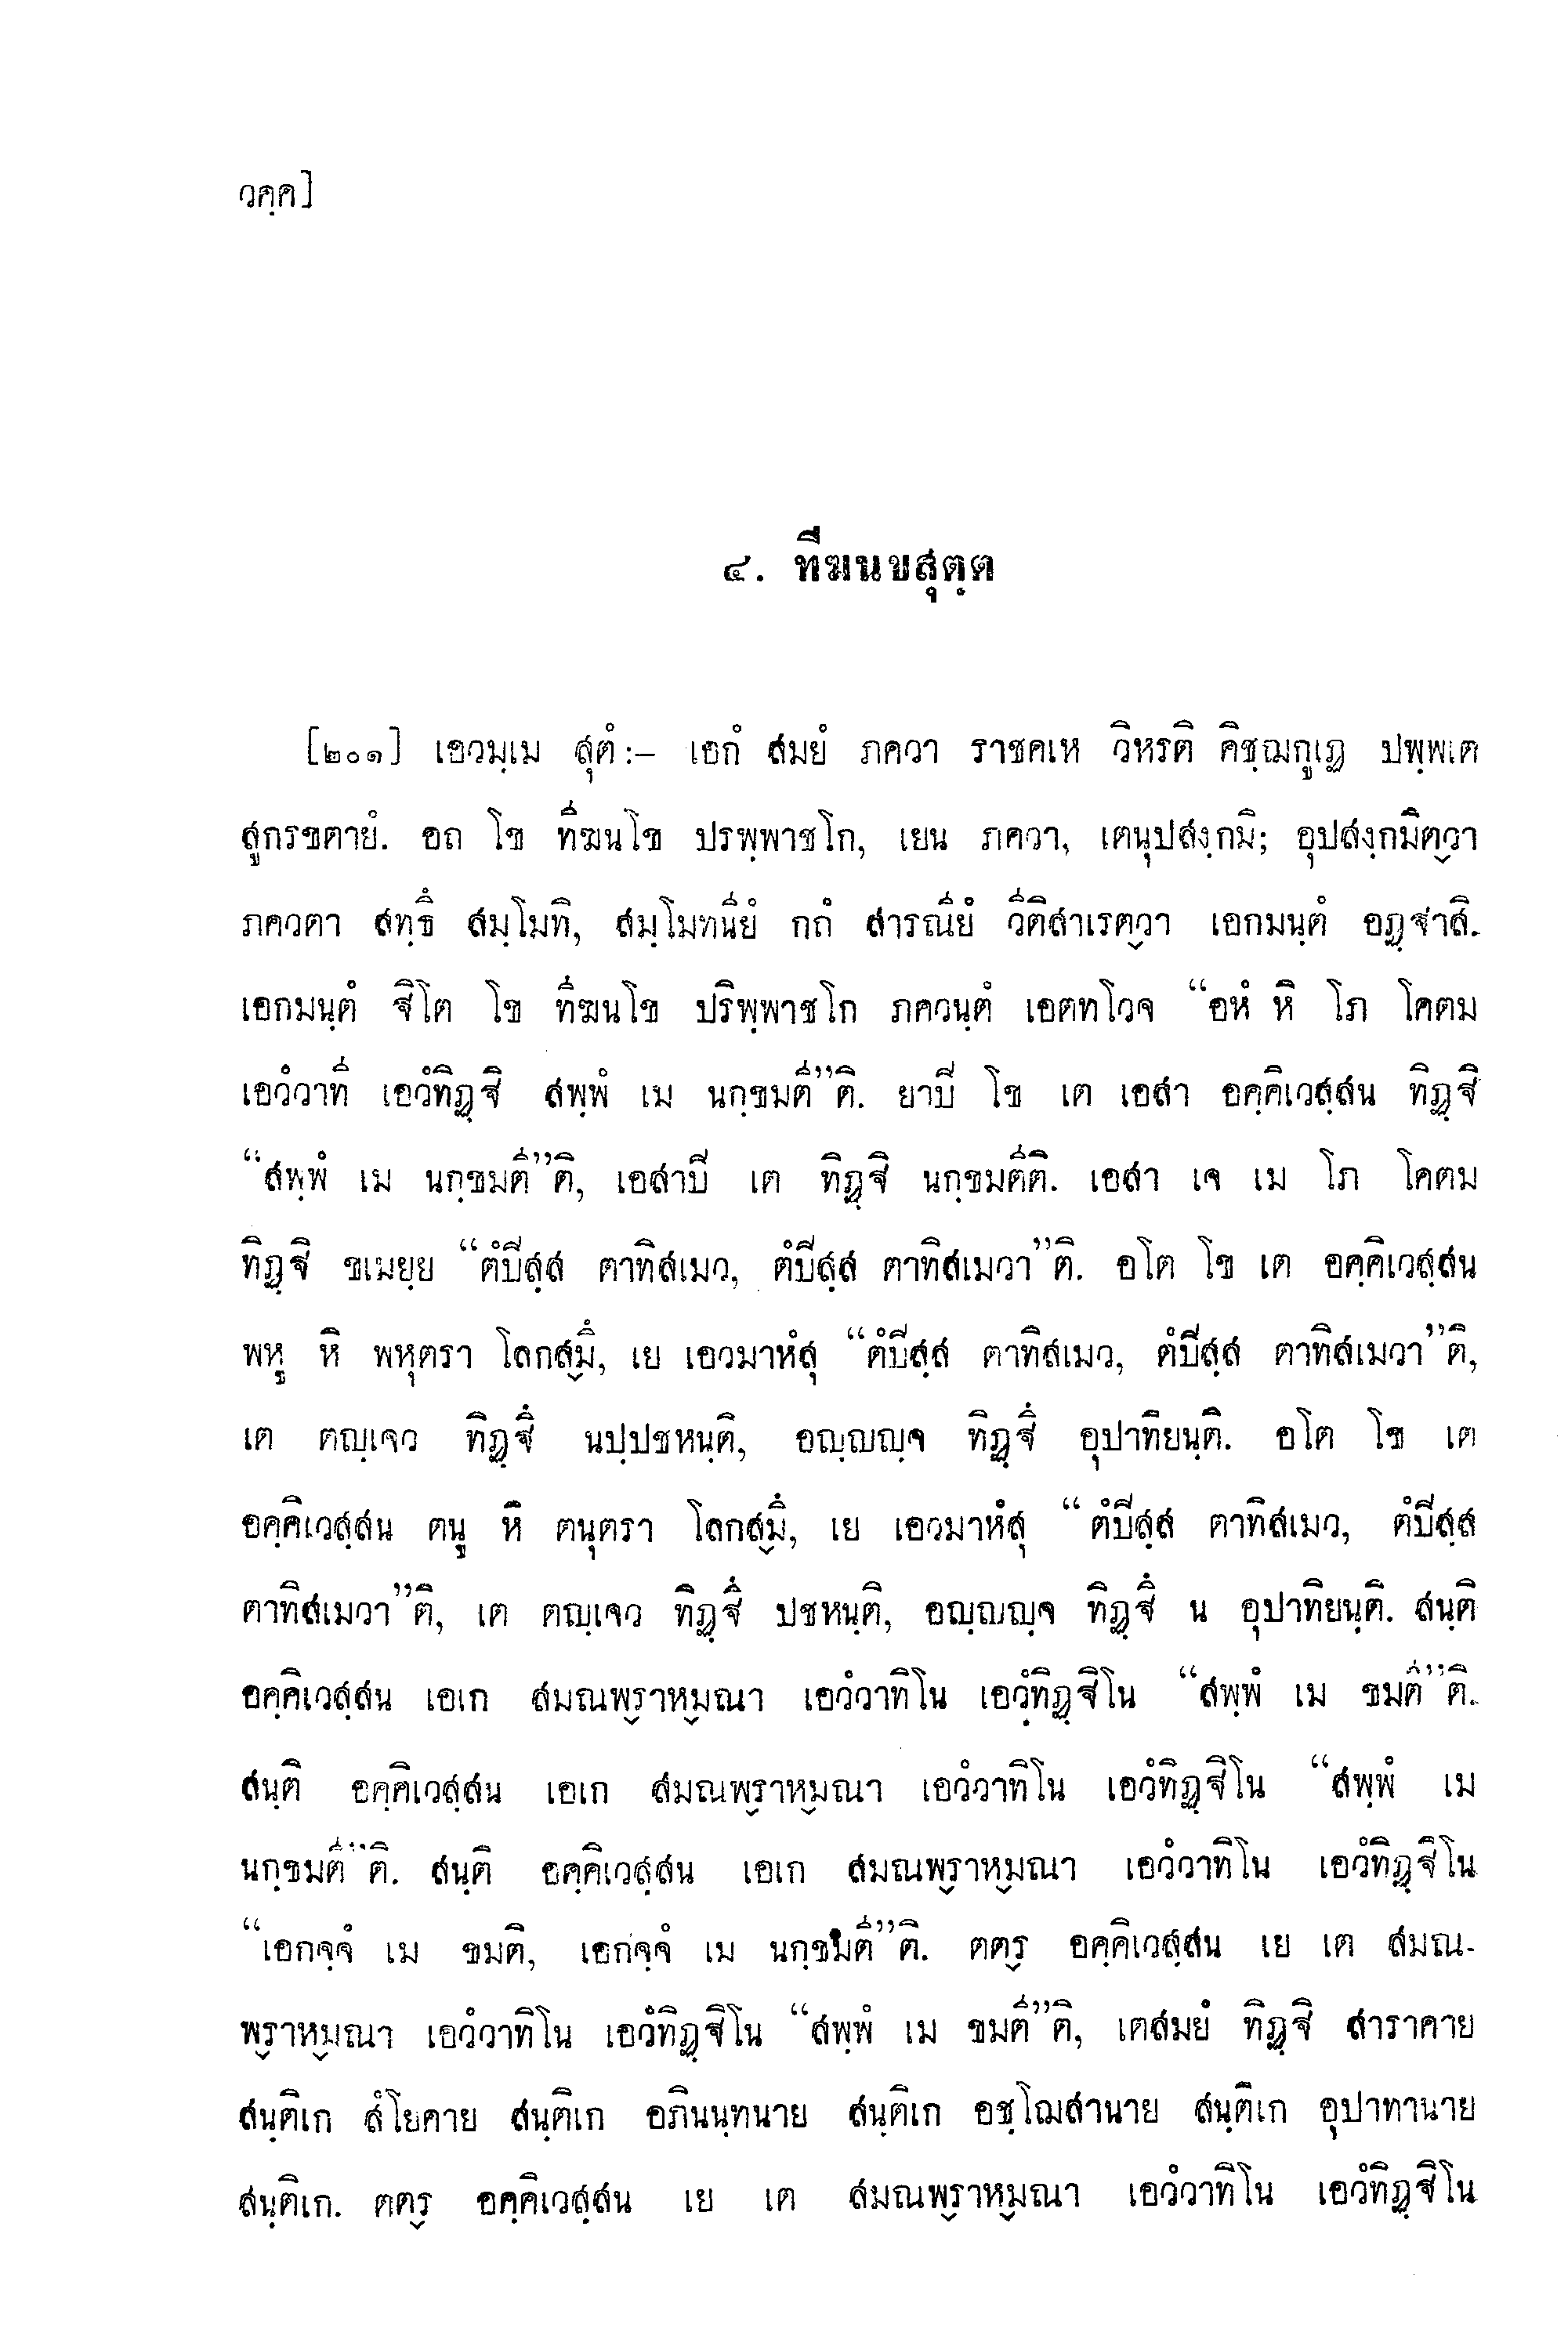 วคฺค]
๔. ทีฆนขสุตฺต
[๒๐๑] เอวมฺเม สุตํ:– เอกํ สมยํ ภควา ราชคเห วิหรติ คิชฺฌกูเฏ ปพฺพเต
สูกรขตายํ. อถ โข ทีฆนโข ปรพฺพาชโก, เยน ภควา, เตนุปสงฺกมิ; อุปสงฺกมิตฺวา
ภควตา สทฺธึ สมฺโมทิ, สมฺโมทนียํ กถํ สารณียํ วีติสาเรตฺวา เอกมนฺตํ อฏฺฐาสิ.
เอกมนฺตํ ฐิโต โข ทีฆนโข ปริพฺพาชโก ภควนฺตํ เอตทโวจ “อหํ หิ โภ โคตม
เอวํวาที เอวํทิฏฺฐิ สพฺพํ เม นกฺขมตี”ติ. ยาปิ โข เต เอสา อคฺคิเวสฺสน ทิฏฺฐิ
“สพฺพํ เม นกฺขมตี”ติ, เอสาปิ เต ทิฏฺฐิ นกฺขมตีติ. เอสา เจ เม โภ โคตม
ทิฏฺฐิ ขเมยฺย “ตํปิสฺส ตาทิสเมว, ตํปิสฺส ตาทิสเมวา”ติ. อโต โข เต อคฺคิเวสฺสน
พหู หิ พหุตรา โลกสฺมึ, เย เอวมาหํสุ “ตํปิสฺส ตาทิสเมว, ตํปิสฺส ตาทิสเมวา”ติ,
เต ตญฺเจว ทิฏฺฐึ นปฺปชหนฺติ, อญฺญญฺจ ทิฏฺฐึ อุปาทิยนฺติ. อโต โข เต
อคฺคิเวสฺสน ตนู หิ ตนุตรา โลกสฺมึ, เย เอวมาหํสุ “ตํปิสฺส ตาทิสเมว, ตํปิสฺส
ตาทิสเมวา”ติ, เต ตญฺเจว ทิฏฺฐึ ปชหนฺติ, อญฺญญฺจ ทิฏฺฐึ น อุปาทิยนฺติ. สนฺติ
อคฺคิเวสฺสน เอเก สมณพฺราหฺมณา เอวํวาทิโน เอวํทิฏฺฐิโน “สพฺพํ เม ขมตี”ติ.
สนฺติ อคฺคิเวสฺสน เอเก สมณพฺราหฺมณา เอวํวาทิโน เอวํทิฏฺฐิโน “สพฺพํ เม
นกฺขมตี”ติ. สนฺติ อคฺคิเวสฺสน เอเก สมณพฺราหฺมณา เอวํวาทิโน เอวํทิฏฺฐิโน
“เอกจฺจํ เม ขมติ, เอกจฺจํ เม นกฺขมตี”ติ. ตตฺร อคฺคิเวสฺสน เย เต สมณ-
พฺราหฺมณา เอวํวาทิโน เอวํทิฏฺฐิโน “สพฺพํ เม ขมตี”ติ, เตสมยํ ทิฏฺฐิ สาราคาย
สนฺติเก สํโยคาย สนฺติเก อภินนฺทนาย สนฺติเก อชฺโฌสานาย สนฺติเก อุปาทานาย
สนฺติเก. ตตฺร อคฺคิเวสฺสน เย เต สมณพฺราหฺมณา เอวํวาทิโน เอวํทิฏฺฐิโน